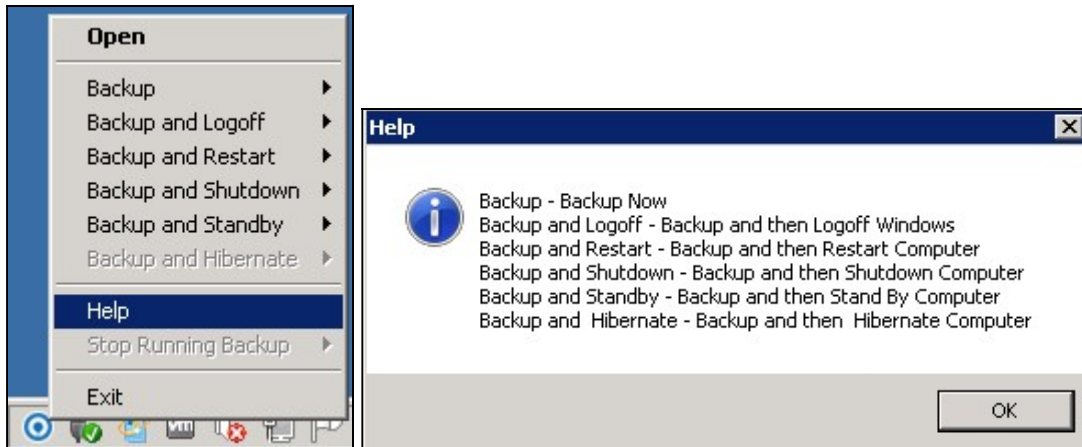 Open
Backup
Backup and Logoff
Backup and Restart
Backup and Shutdown
Backup and Standby
Backup and Hibernate
Help
Stop Running Backup
Exit
Help
Backup - Backup Now
Backup and Logoff - Backup and then Logoff Windows
Backup and Restart - Backup and then Restart Computer
Backup and Shutdown - Backup and then Shutdown Computer
Backup and Standby - Backup and then Stand By Computer
Backup and  Hibernate - Backup and then  Hibernate Computer
OK